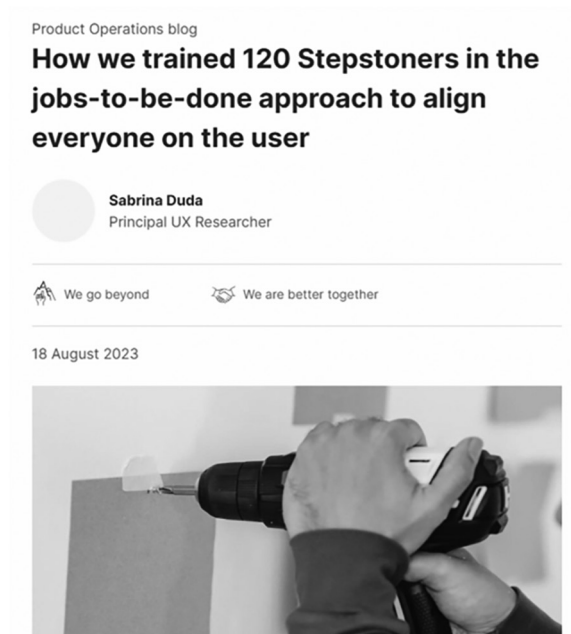 Product Operations blog
How we trained 120 Stepstoners in the
jobs-to-be-done approach to align
everyone on the user
Sabrina Duda
Principal UX Researcher
We go beyond
We are better together
18 August 2023